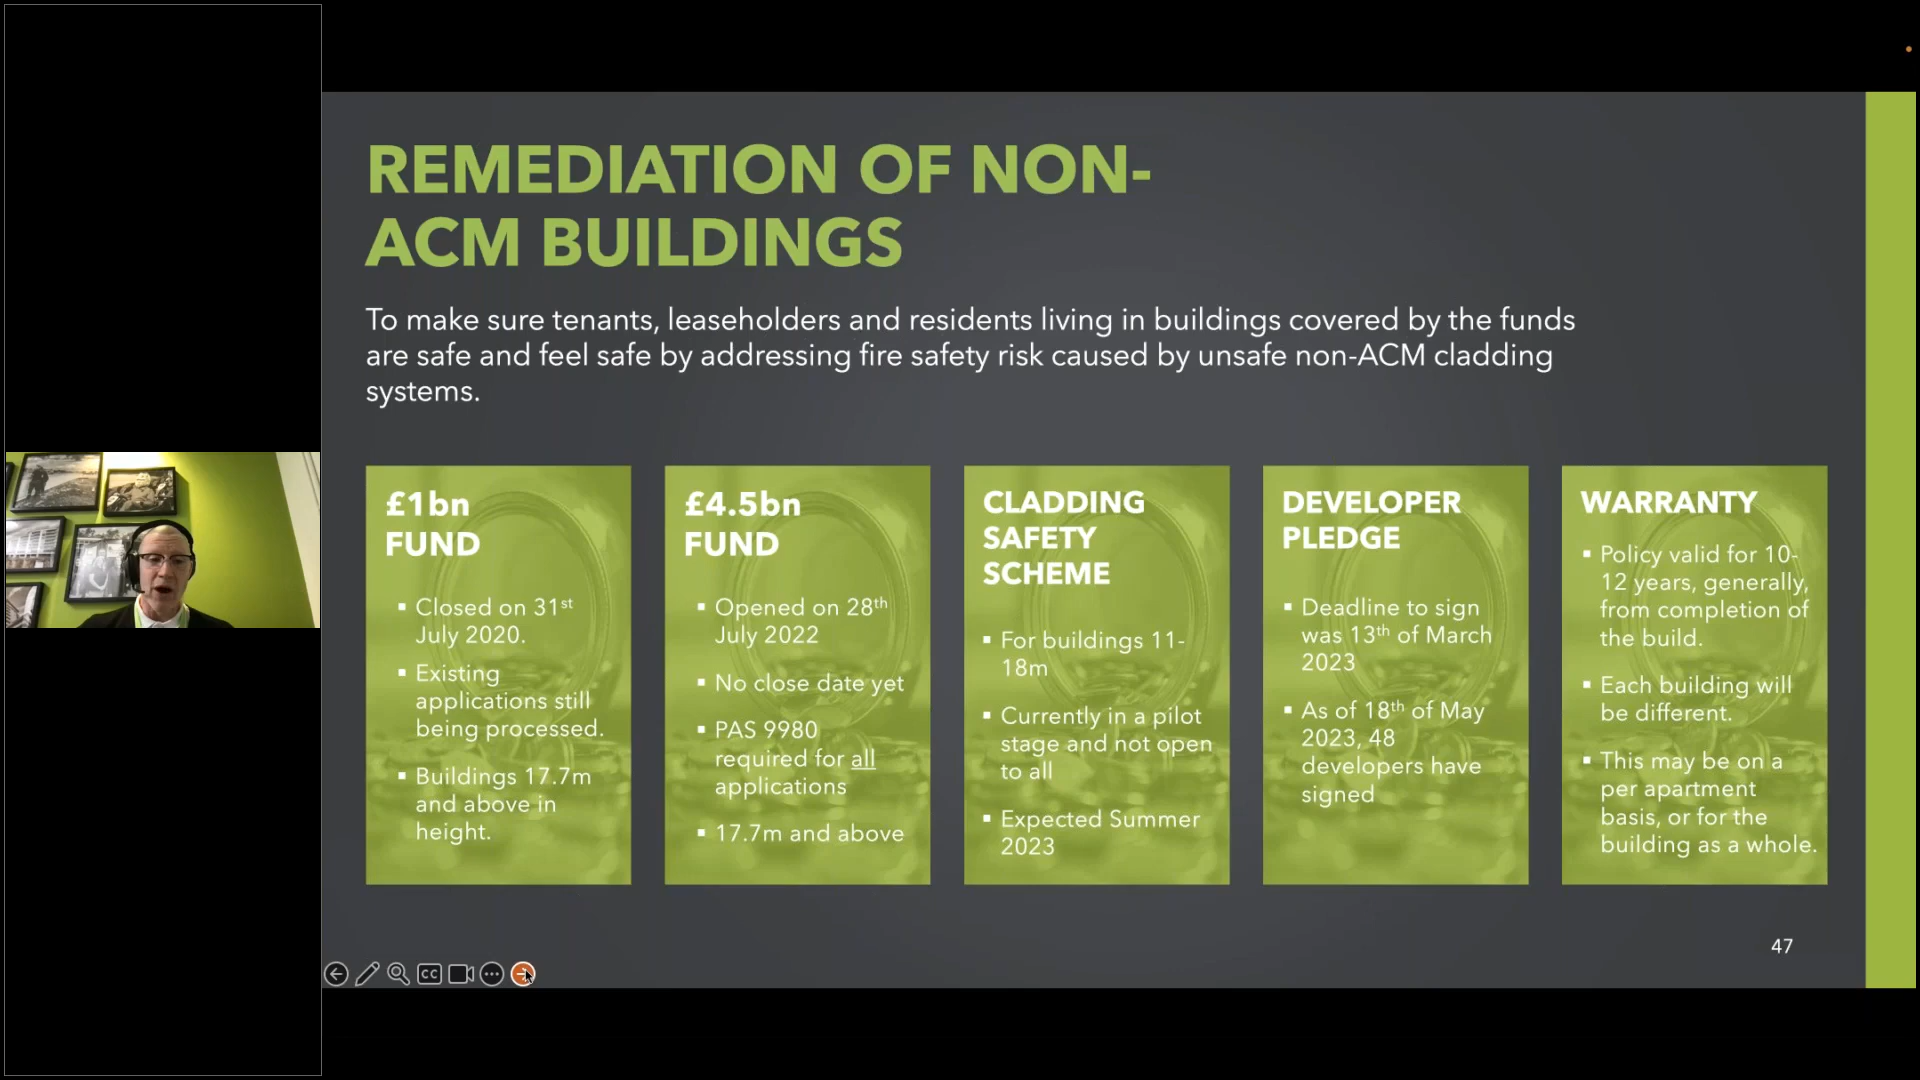 REMEDIATION OF NON-
ACM BUILDINGS
To make sure tenants, leaseholders and residents living in buildings covered by the funds
are safe and feel safe by addressing fire safety risk caused by unsafe non-ACM cladding
systems.
£1bn
FUND
▪ Closed on 31st
July 2020.
▪ Existing
applications still
being processed.
▪ Buildings 17.7m
and above in
height.
£4.5bn
FUND
▪ Opened on 28th
July 2022
▪ No close date yet
▪ PAS 9980
required for all
applications
▪ 17.7m and above
CLADDING
SAFETY
SCHEME
▪ For buildings 11-
18m
▪ Currently in a pilot
stage and not open
to all
▪ Expected Summer
2023
DEVELOPER
PLEDGE
▪ Deadline to sign
was 13th of March
2023
▪ As of 18th of May
2023, 48
developers have
signed
WARRANTY
▪ Policy valid for 10-
12 years, generally,
from completion of
the build.
▪ Each building will
be different.
▪ This may be on a
per apartment
basis, or for the
building as a whole.
47
CC